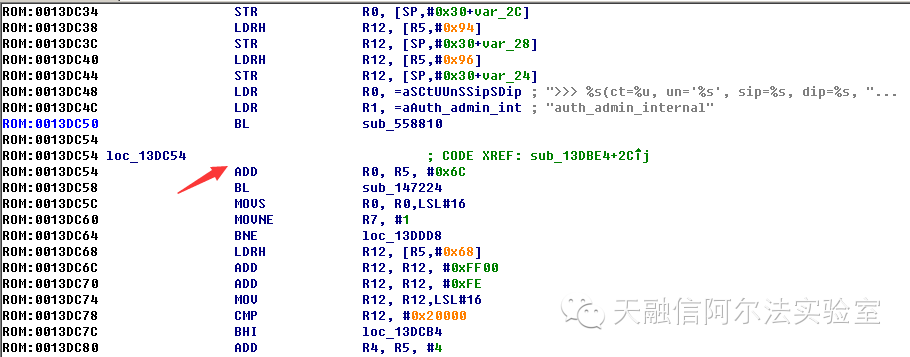 ROM:0013DC34 STR R0, [SP,#0x30+var_2C]
ROM:0013DC38 LDRH R12, [R5,#0x94]
ROM:0013DC3C STR R12, [SP,#0x30+var_28]
ROM:0013DC40 LDRH R12, [R5,#0x96]
ROM:0013DC44 STR R12, [SP,#0x30+var_24]
ROM:0013DC48 LDR R0, =aSCtUUnSSipSDip ; ">>> %s(ct=%u, un='%s', sip=%s, dip=%s, "...
ROM:0013DC4C LDR R1, =aAuth_admin_int ; "auth_admin_internal"
ROM:0013DC50 BL sub_558810
ROM:0013DC54
ROM:0013DC54 loc_13DC54 ; CODE XREF: sub_13DBE4+2C↑j
ROM:0013DC54 ADD R0, R5, #0x6C
ROM:0013DC58 BL sub_147224
ROM:0013DC5C MOVS R0, R0,LSL#16
ROM:0013DC60 MOVNE R7, #1
ROM:0013DC64 BNE loc_13DDD8
ROM:0013DC68 LDRH R12, [R5,#0x68]
ROM:0013DC6C ADD R12, R12, #0xFF00
ROM:0013DC70 ADD R12, R12, #0xFE
ROM:0013DC74 MOV R12, R12,LSL#16
ROM:0013DC78 CMP R12, #0x20000
ROM:0013DC7C BHI loc_13DCB4
ROM:0013DC80 ADD R4, R5, #4
天融信阿尔法实验室